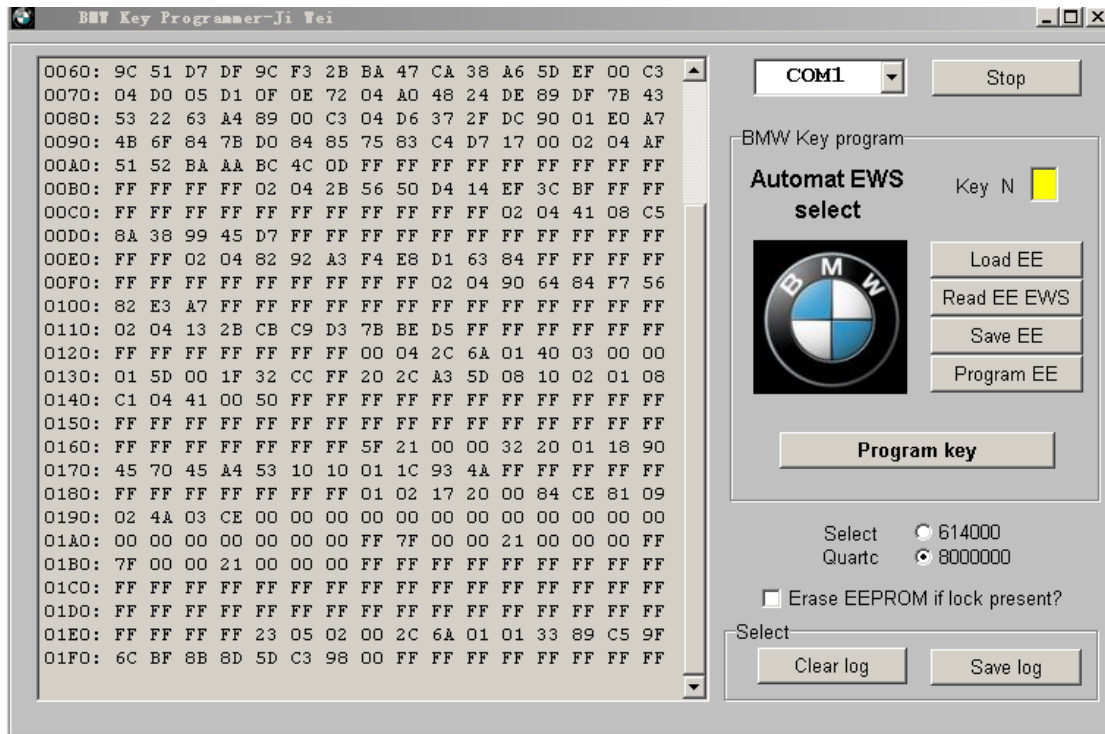 BMW Key Programmer-Ji Wei
0060: 9C 51 D7 DF 9C F3 2B BA 47 CA 38 A6 5D EF 00 C3
0070: 04 D0 05 D1 0F 0E 72 04 A0 48 24 DE 89 DF 7B 43
0080: 53 22 63 A4 89 00 C3 04 D6 37 2F DC 90 01 E0 A7
0090: 4B 6F 84 7B D0 84 85 75 83 C4 D7 17 00 02 04 AF
00A0: 51 52 BA AA BC 4C 0D FF FF FF FF FF FF FF FF FF
00B0: FF FF FF FF 02 04 2B 56 50 D4 14 EF 3C BF FF FF
00C0: FF FF FF FF FF FF FF FF FF FF FF 02 04 41 08 C5
00D0: 8A 38 99 45 D7 FF FF FF FF FF FF FF FF FF FF FF
00E0: FF FF 02 04 82 92 A3 F4 E8 D1 63 84 FF FF FF FF
00F0: FF FF FF FF FF FF FF FF FF 02 04 90 64 84 F7 56
0100: 82 E3 A7 FF FF FF FF FF FF FF FF FF FF FF FF FF
0110: 02 04 13 2B CB C9 D3 7B BE D5 FF FF FF FF FF FF
0120: FF FF FF FF FF FF FF 00 04 2C 6A 01 40 03 00 00
0130: 01 5D 00 1F 32 CC FF 20 2C A3 5D 08 10 02 01 08
0140: C1 04 41 00 50 FF FF FF FF FF FF FF FF FF FF FF
0150: FF FF FF FF FF FF FF FF FF FF FF FF FF FF FF FF
0160: FF FF FF FF FF FF FF 5F 21 00 00 32 20 01 18 90
0170: 45 70 45 A4 53 10 10 01 1C 93 4A FF FF FF FF FF
0180: FF FF FF FF FF FF FF 01 02 17 20 00 84 CE 81 09
0190: 02 4A 03 CE 00 00 00 00 00 00 00 00 00 00 00 00
01A0: 00 00 00 00 00 00 00 FF 7F 00 00 21 00 00 00 FF
01B0: 7F 00 00 21 00 00 00 FF FF FF FF FF FF FF FF FF
01C0: FF FF FF FF FF FF FF FF FF FF FF FF FF FF FF FF
01D0: FF FF FF FF FF FF FF FF FF FF FF FF FF FF FF FF
01E0: FF FF FF FF 23 05 02 00 2C 6A 01 01 33 89 C5 9F
01F0: 6C BF 8B 8D 5D C3 98 00 FF FF FF FF FF FF FF FF
COM1
Stop
BMW Key program
Automat EWS
select
Key N
BMW
Load EE
Read EE EWS
Save EE
Program EE
Program key
Select
Quartc
614000
8000000
Erase EEPROM if lock present?
Select
Clear log
Save log